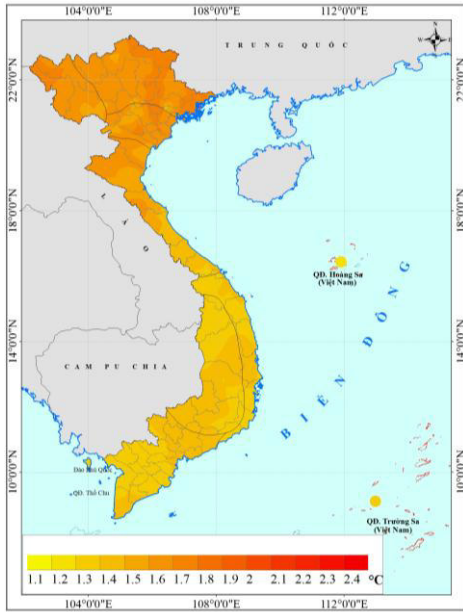 104°0'0"E 108°0'0"E 112°0'0"E
N
W E
S
TRUNG QUỐC
22°0'0"N 22°0'0"N
18°0'0"N 18°0'0"N
LÀO
QĐ. Hoàng Sa
(Việt Nam)
BIỂN ĐÔNG
14°0'0"N 14°0'0"N
CAM PU CHIA
10°0'0"N 10°0'0"N
Đảo Phú Quốc
QĐ. Thổ Chu
QĐ. Trường Sa
(Việt Nam)
1.1 1.2 1.3 1.4 1.5 1.6 1.7 1.8 1.9 2 2.1 2.2 2.3 2.4 °C
104°0'0"E 108°0'0"E 112°0'0"E